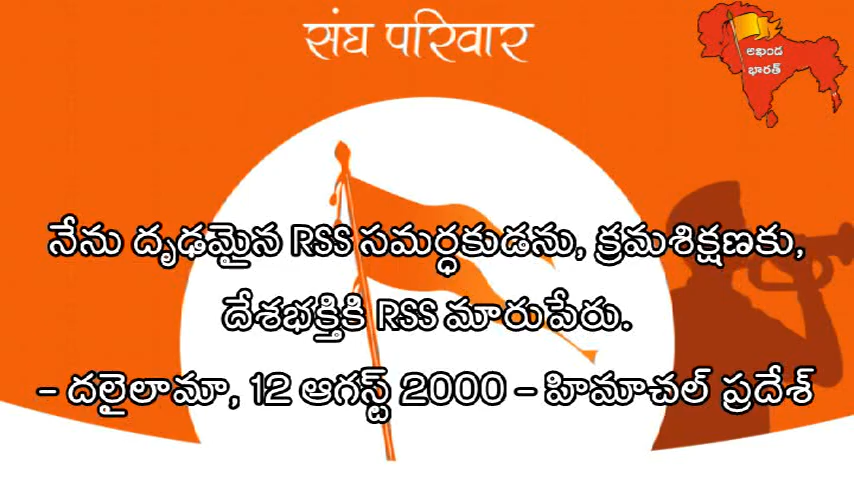 संघ परिवार
అఖండ
భారత్
నేను దృఢమైన RSS సమర్ధకుడను, క్రమశిక్షణకు,
దేశభక్తికి RSS మారుపేరు.
- దలైలామా, 12 ఆగస్ట్ 2000 - హిమాచల్ ప్రదేశ్